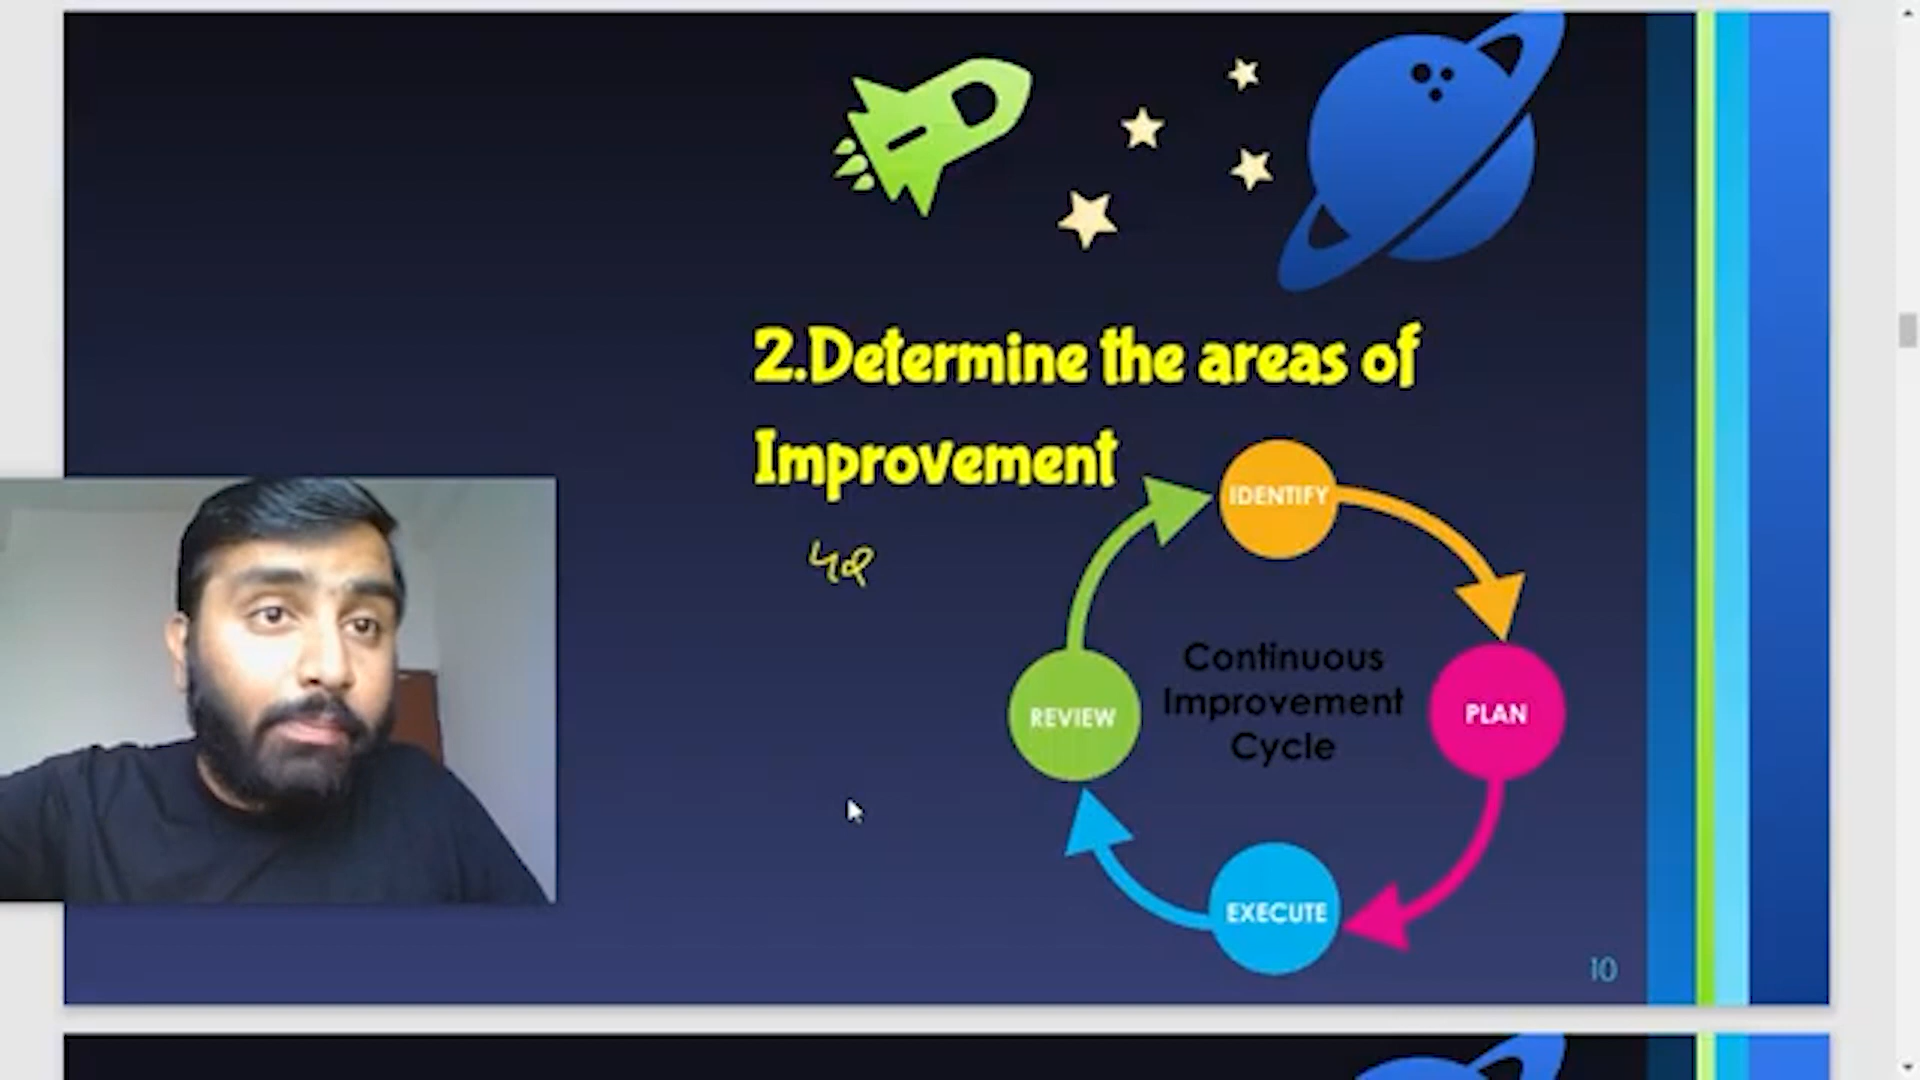 2.Determine the areas of
Improvement
IDENTIFY
PLAN
EXECUTE
REVIEW
Continuous
Improvement
Cycle
10